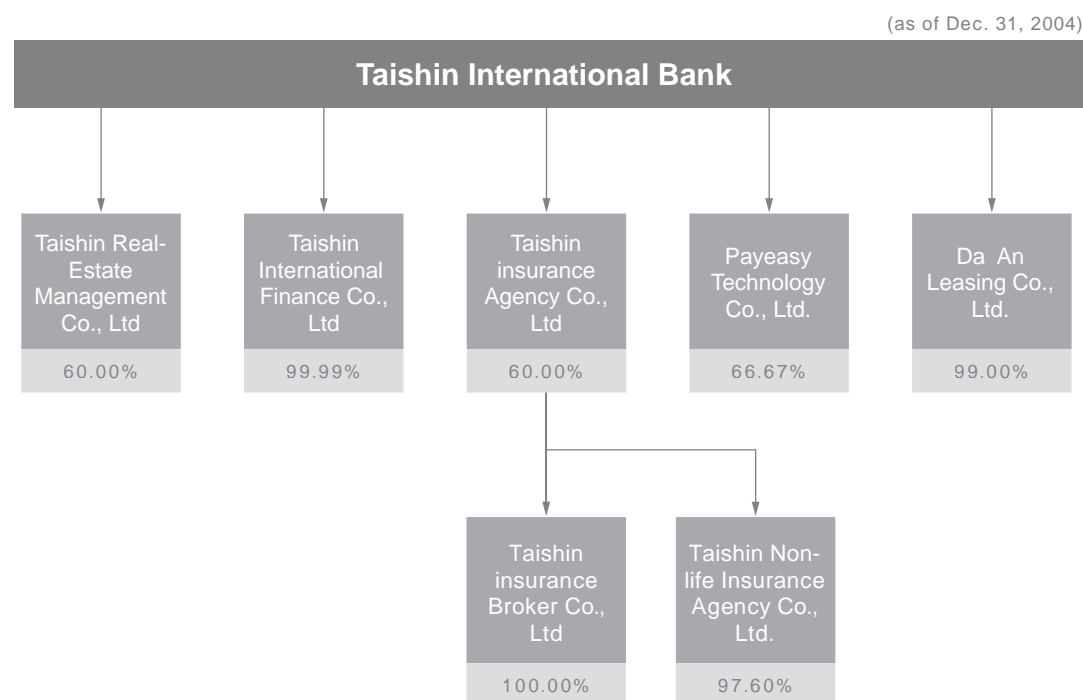 (as of Dec. 31, 2004)
Taishin International Bank
Taishin Real-
Estate
Management
Co., Ltd
60.00%
Taishin
International
Finance Co.,
Ltd
99.99%
Taishin
insurance
Agency Co.,
Ltd
60.00%
Payeasy
Technology
Co., Ltd.
66.67%
Da An
Leasing Co.,
Ltd.
99.00%
Taishin
insurance
Broker Co.,
Ltd
100.00%
Taishin Non-
life Insurance
Agency Co.,
Ltd.
97.60%